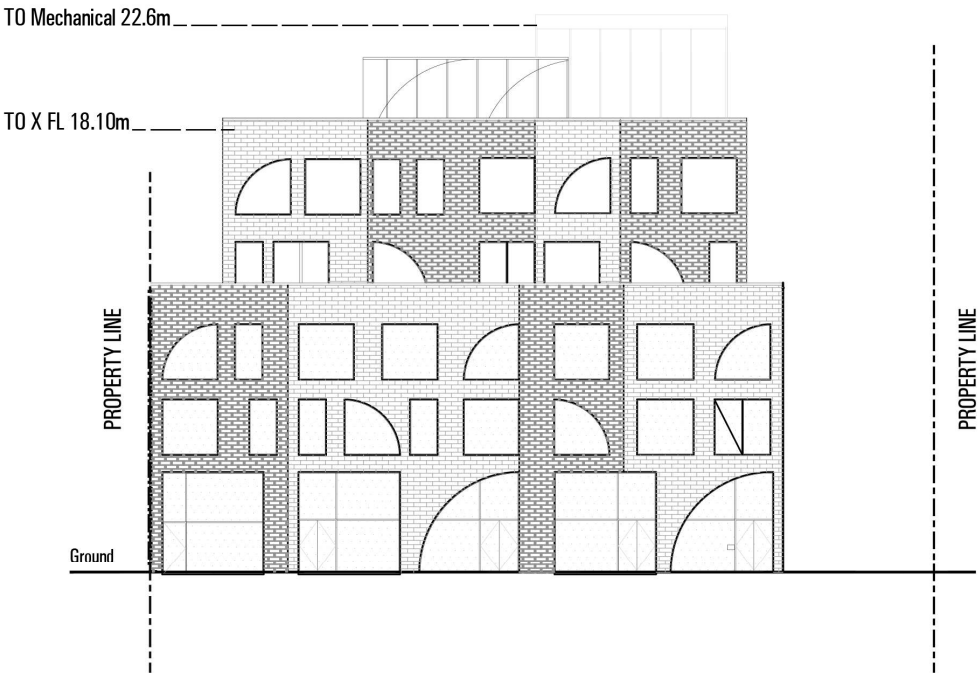 TO Mechanical 22.6m
TO X FL 18.10m
PROPERTY LINE
PROPERTY LINE
Ground